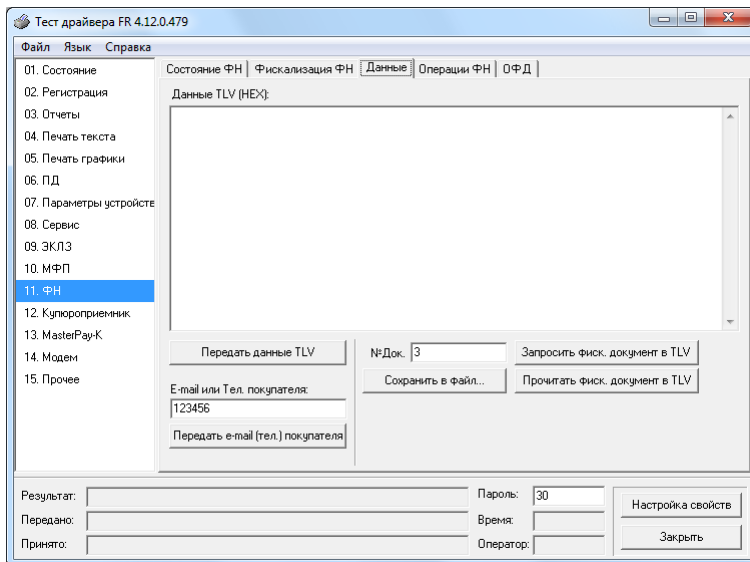 Тест драйвера FR 4.12.0.479
Файл Язык Справка
01. Состояние
02. Регистрация
03. Отчеты
04. Печать текста
05. Печать графики
06. ПД
07. Параметры устройств
08. Сервис
09. ЭКЛЗ
10. МФП
11. ФН
12. Купюроприемник
13. MasterPay-K
14. Модем
15. Прочее
Состояние ФН Фискализация ФН Данные Операции ФН ОФД
Данные TLV (HEX):
Передать данные TLV
№Док. 3
Запросить фиск. документ в TLV
Сохранить в файл...
Прочитать фиск. документ в TLV
E-mail или Тел. покупателя:
123456
Передать e-mail (тел.) покупателя
Результат:
Пароль: 30
Настройка свойств
Передано:
Время:
Принято:
Оператор:
Закрыть